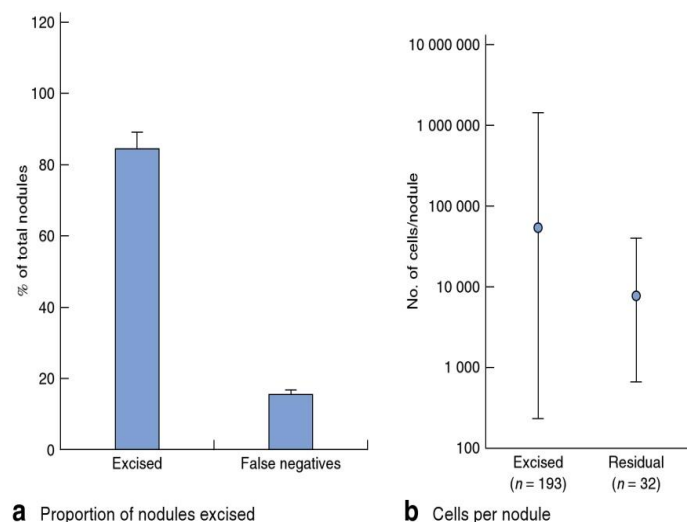 % of total nodules
120
100
80
60
40
20
0
Excised
False negatives
a Proportion of nodules excised
No. of cells/nodule
10 000 000
1 000 000
100 000
10 000
1 000
100
Excised
(n = 193)
Residual
(n = 32)
b Cells per nodule